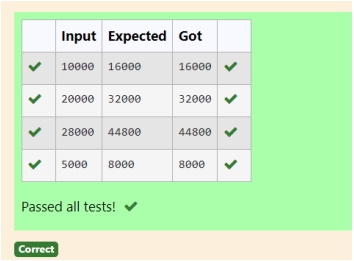 Input Expected Got
10000 16000 16000
20000 32000 32000
28000 44800 44800
5000 8000 8000
Passed all tests!
Correct